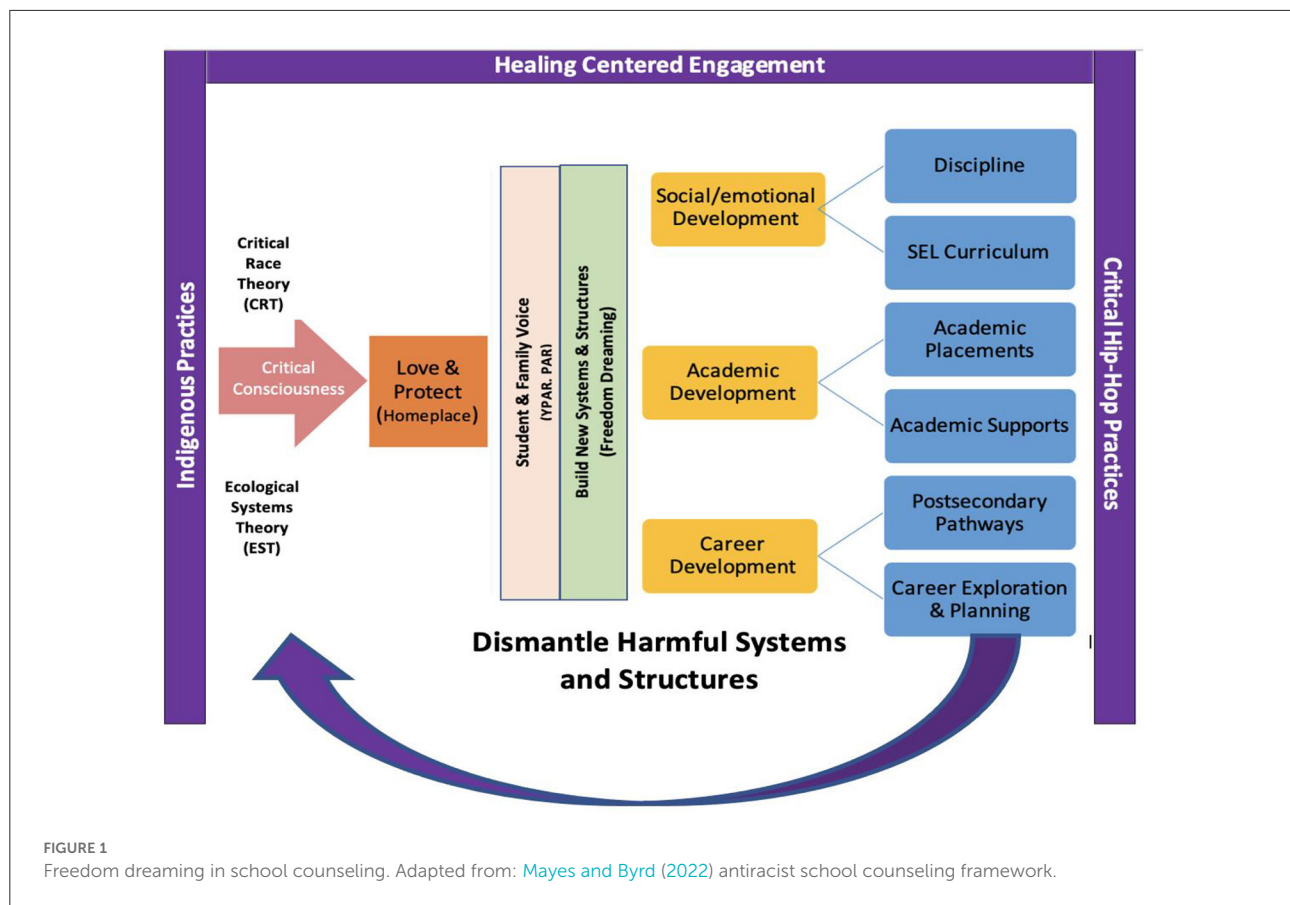 Healing Centered Engagement
Indigenous Practices
Critical
Race
Theory
(CRT)
Critical
Consciousness
Ecological
Systems
Theory
(EST)
Love &
Protect
(Homeplace)
Student & Family Voice
(YPAR. PAR)
Build New Systems & Structures
(Freedom Dreaming)
Social/emotional
Development
Discipline
SEL Curriculum
Academic
Development
Academic
Placements
Academic Supports
Career
Development
Postsecondary
Pathways
Career Exploration
& Planning
Critical Hip-Hop Practices
Dismantle Harmful Systems
and Structures
FIGURE 1
Freedom dreaming in school counseling. Adapted from: Mayes and Byrd (2022) antiracist school counseling framework.